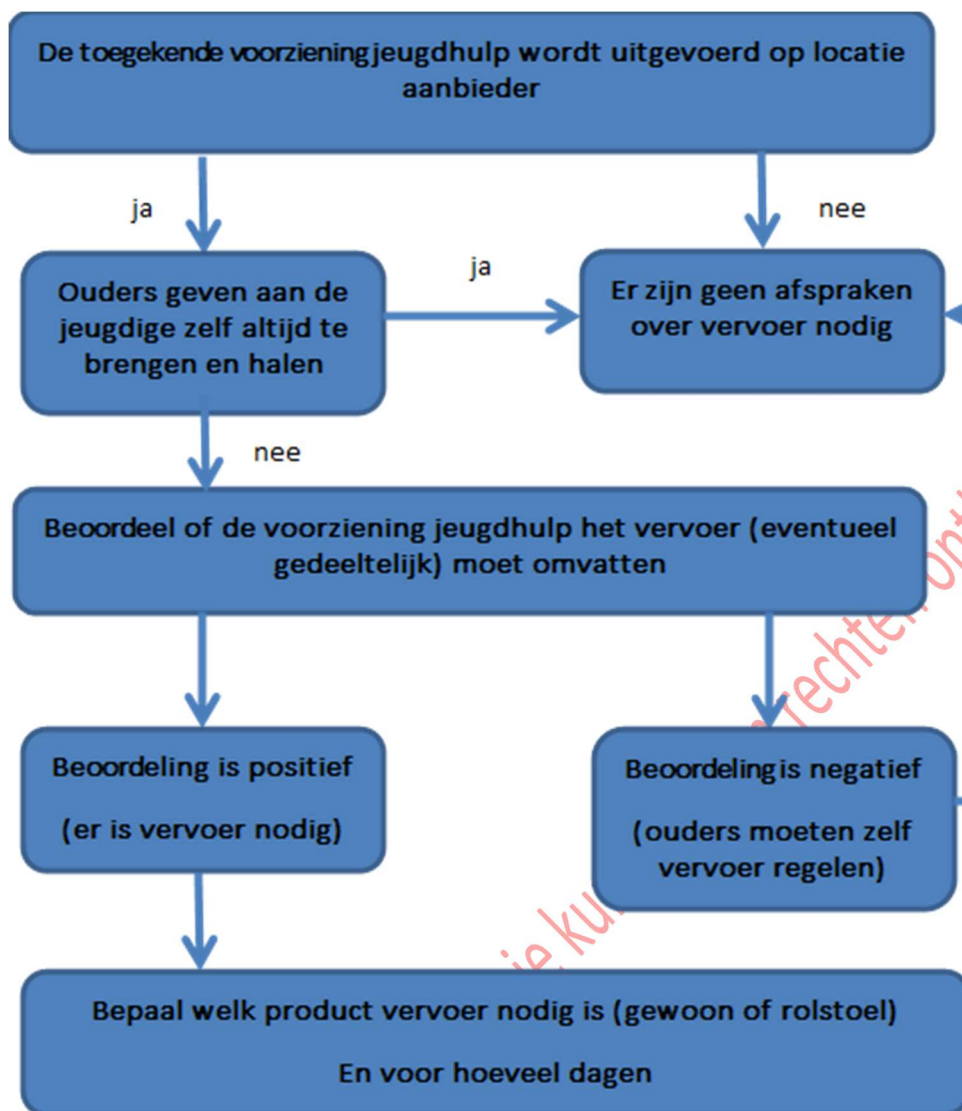 De toegekende voorziening jeugdhulp wordt uitgevoerd op locatie
aanbieder
ja
nee
Ouders geven aan de
jeugdige zelf altijd te
brengen en halen
ja
Er zijn geen afspraken
over vervoer nodig
nee
Beoordeel of de voorziening jeugdhulp het vervoer (eventueel
gedeeltelijk) moet omvatten
Beoordeling is positief
(er is vervoer nodig)
Beoordeling is negatief
(ouders moeten zelf
vervoer regelen)
rechten
Bepaal welk product vervoer nodig is (gewoon of rolstoel)
En voor hoeveel dagen